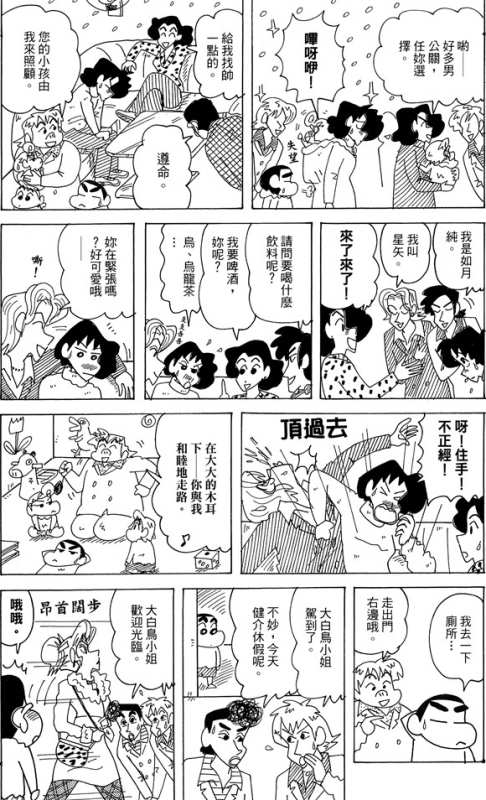 喲——
好多男
公關，
任妳選
擇。
嗶呀咿！
失望
給我找帥
一點的。
遵命。
您的小孩由
我來照顧。
我是如月
純。
我叫
星矢。
來了來了！
請問要喝什麼
飲料呢？
我要啤酒，
妳呢？
烏、烏龍茶
…
妳在緊張嗎
？好可愛哦
——。
呀！住手！
不正經！
頂過去
在大大的木耳
下，你與我
和睦地走路。
我去一下
廁所…
走出門
右邊哦。
大白鳥小姐
駕到了。
不妙，今天
健介休假呢。
大白鳥小姐
歡迎光臨。
昂首闊步
哦哦。